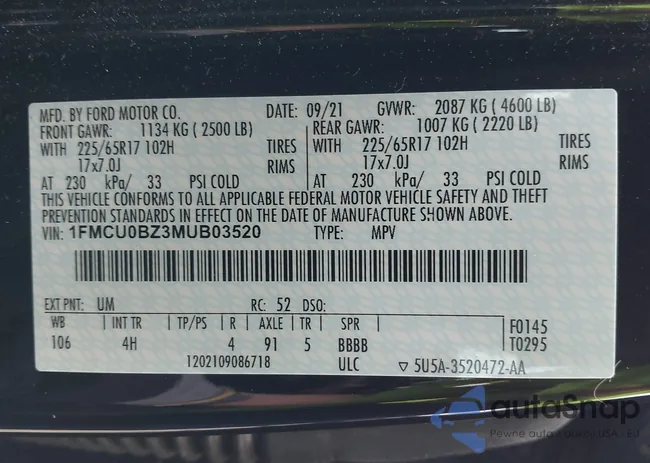 MFD. BY FORD MOTOR CO. DATE: 09/21 GVWR: 2087 KG ( 4600 LB)
FRONT GAWR: 1134 KG ( 2500 LB) REAR GAWR: 1007 KG ( 2220 LB)
WITH 225/65R17 102H TIRES WITH 225/65R17 102H TIRES
17x7.0J RIMS 17x7.0J RIMS
AT 230 kPa/ 33 PSI COLD AT 230 kPa/ 33 PSI COLD
THIS VEHICLE CONFORMS TO ALL APPLICABLE FEDERAL MOTOR VEHICLE SAFETY AND THEFT
PREVENTION STANDARDS IN EFFECT ON THE DATE OF MANUFACTURE SHOWN ABOVE.
VIN: 1FMCU0BZ3MUB03520 TYPE: MPV
EXT PNT: UM RC: 52 DSO:
WB INT TR TP/PS R AXLE TR SPR F0145
106 4H 4 91 5 BBBB T0295
1202109086718 ULC ▽ 5U5A-3520472-AA
autoSnap
Pewne auta z aukcji USA - EU